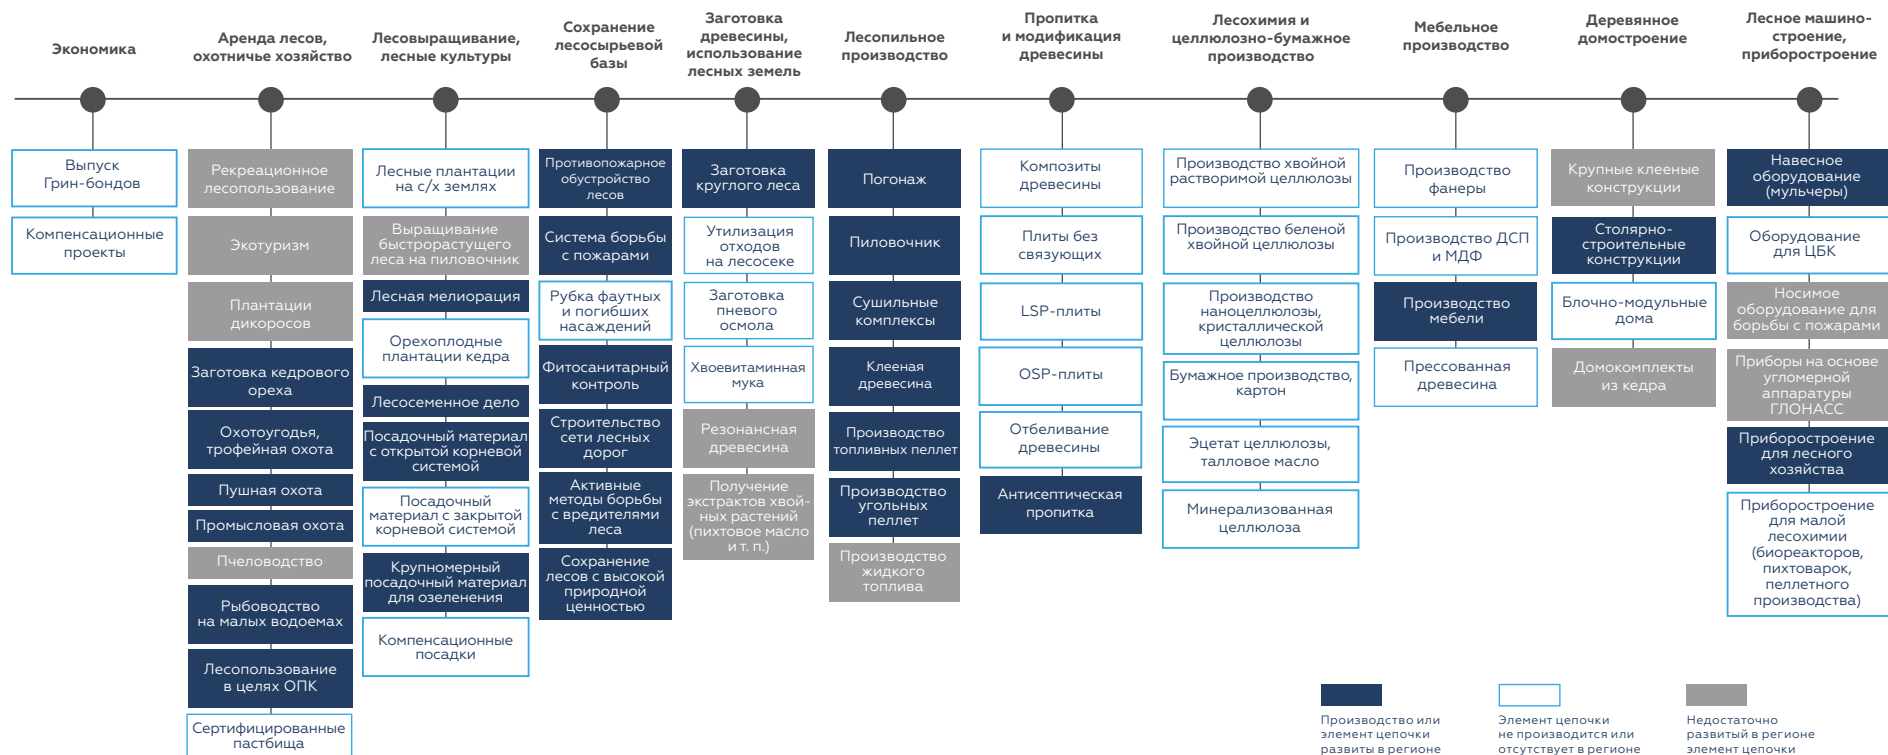 Экономика
Выпуск
Грин-бондов
Компенсационные
проекты
Аренда лесов,
охотничье хозяйство
Рекреационное
лесопользование
Экотуризм
Плантации
дикоросов
Заготовка кедрового
ореха
Охотоугодья,
трофейная охота
Пушная охота
Промысловая охота
Пчеловодство
Рыбоводство
на малых водоемах
Лесопользование
в целях ОПК
Сертифицированные
пастбища
Лесовыращивание,
лесные культуры
Лесные плантации
на с/х землях
Выращивание
быстрорастущего
леса на пиловочник
Лесная мелиорация
Орехоплодные
плантации кедра
Лесосеменное дело
Посадочный материал
с открытой корневой
системой
Посадочный
материал с закрытой
корневой системой
Крупномерный
посадочный материал
для озеленения
Компенсационные
посадки
Сохранение
лесосырьевой
базы
Противопожарное
обустройство
лесов
Система борьбы
с пожарами
Рубка фаутных
и погибших
насаждений
Фитосанитарный
контроль
Строительство
сети лесных
дорог
Активные
методы борьбы
с вредителями
леса
Сохранение
лесов с высокой
природной
ценностью
Заготовка
древесины,
использование
лесных земель
Заготовка
круглого леса
Утилизация
отходов
на лесосеке
Заготовка
пневого
осмола
Хвоевитаминная
мука
Резонансная
древесина
Получение
экстрактов хвой-
ных растений
(пихтовое масло
и т. п.)
Лесопильное
производство
Погонаж
Пиловочник
Сушильные
комплексы
Клееная
древесина
Производство
топливных пеллет
Производство
угольных
пеллет
Производство
жидкого
топлива
Пропитка
и модификация
древесины
Композиты
древесины
Плиты без
связующих
LSP-плиты
OSP-плиты
Отбеливание
древесины
Антисептическая
пропитка
Лесохимия и
целлюлозно-бумажное
производство
Производство хвойной
растворимой целлюлозы
Производство беленой
хвойной целлюлозы
Производство
наноцеллюлозы,
кристаллической
целлюлозы
Бумажное производство,
картон
Эцетат целлюлозы,
талловое масло
Минерализованная
целлюлоза
Мебельное
производство
Производство
фанеры
Производство ДСП
и МДФ
Производство
мебели
Прессованная
древесина
Деревянное
домостроение
Крупные клееные
конструкции
Столярно-
строительные
конструкции
Блочно-модульные
дома
Домокомплекты
из кедра
Лесное машино-
строение,
приборостроение
Навесное
оборудование
(мульчеры)
Оборудование
для ЦБК
Носимое
оборудование для
борьбы с пожарами
Приборы на основе
угломерной
аппаратуры
ГЛОНАСС
Приборостроение
для лесного
хозяйства
Приборостроение
для малой
лесохимии
(биореакторов,
пихтоварок,
пеллетного
производства)
Производство или
элемент цепочки
развиты в регионе
Элемент цепочки
не производится или
отсутствует в регионе
Недостаточно
развитый в регионе
элемент цепочки